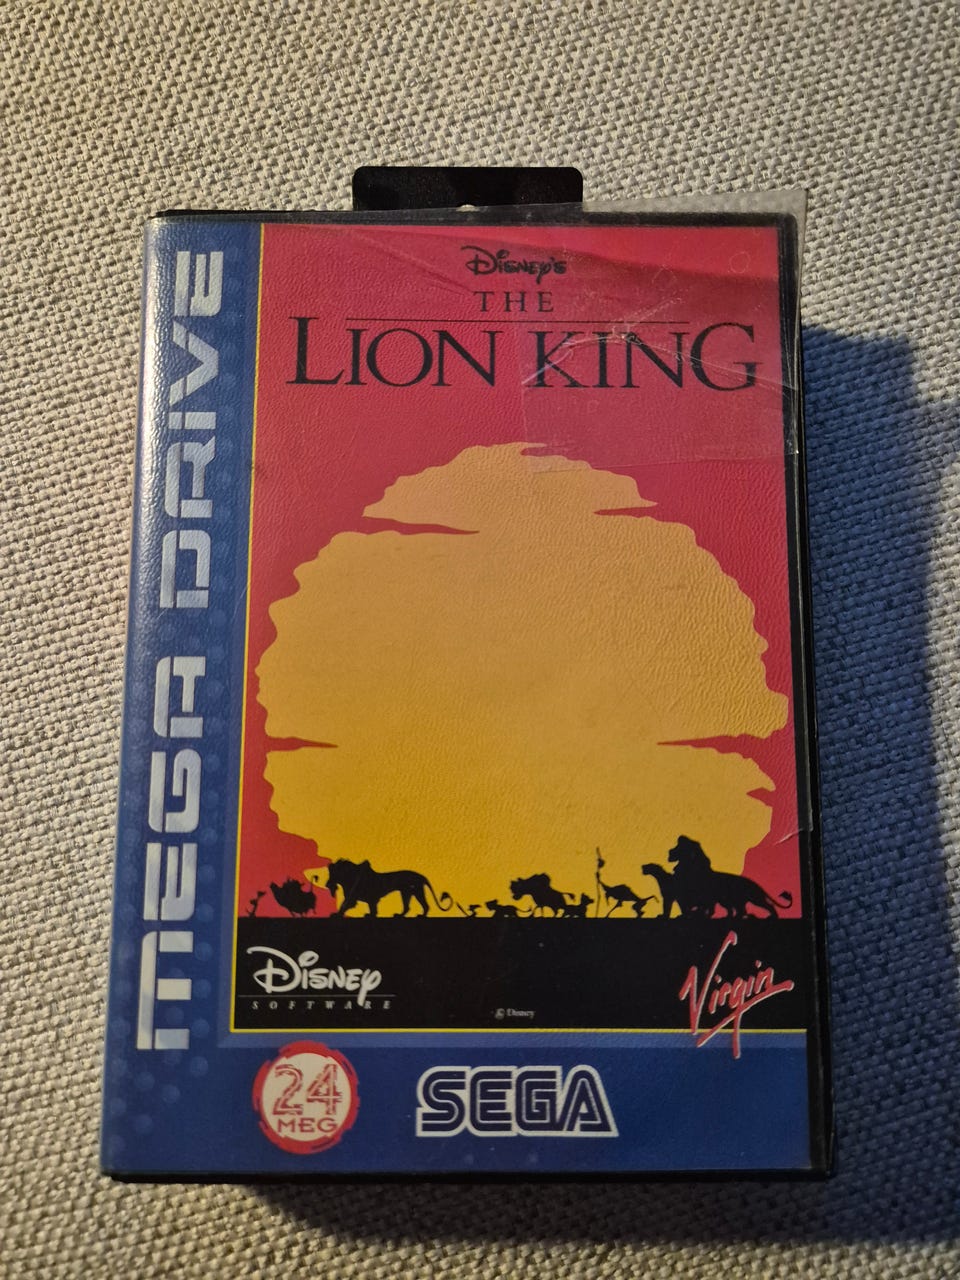 MEGA DRIVE
DISNEY'S
THE
LION KING
DISNEY
SOFTWARE
© Disney
Virgin
24
MEG
SEGA